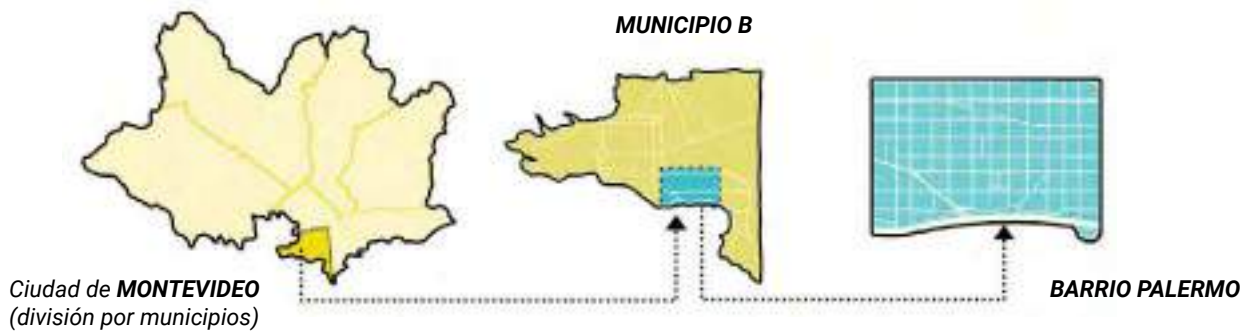 MUNICIPIO B
Ciudad de MONTEVIDEO
(división por municipios)
BARRIO PALERMO